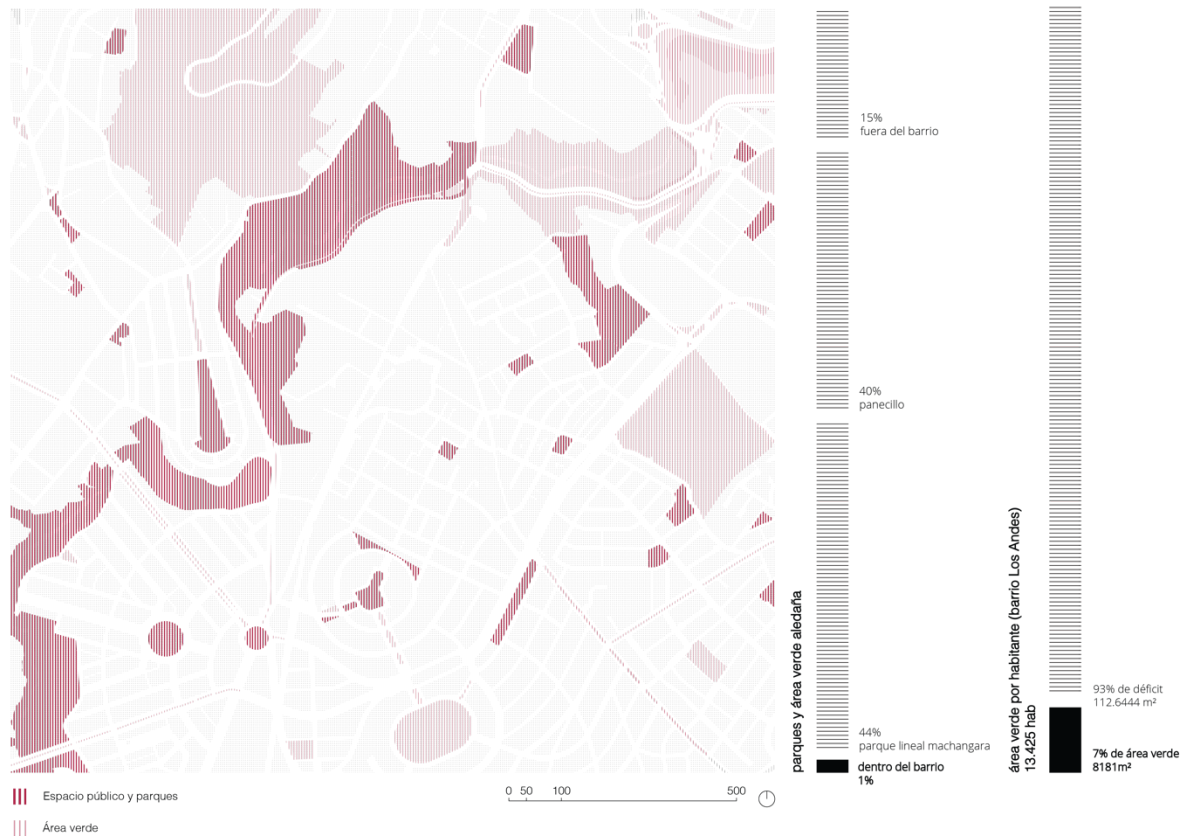 15%
fuera del barrio
40%
panecillo
44%
parque lineal machangara
dentro del barrio
1%
parques y área verde aledaña
área verde por habitante (barrio Los Andes)
13.425 hab
93% de déficit
112.6444 m²
7% de área verde
8181m²
Espacio público y parques
Área verde
0 50 100 500